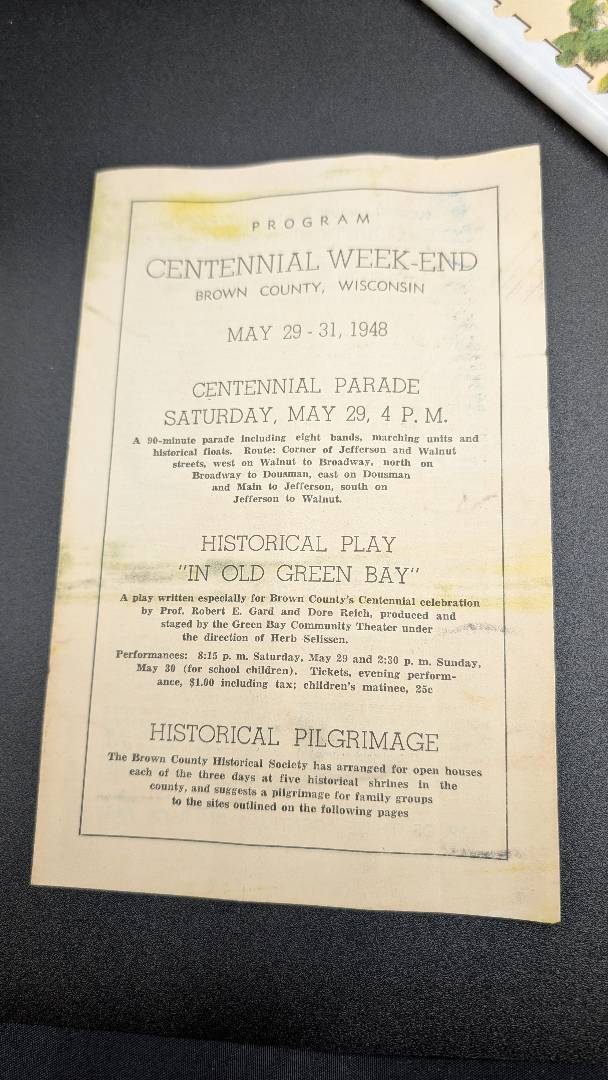 PROGRAM
CENTENNIAL WEEK-END
BROWN COUNTY, WISCONSIN
MAY 29 - 31, 1948
CENTENNIAL PARADE
SATURDAY, MAY 29, 4 P. M.
A 90-minute parade including eight bands, marching units and
historical floats. Route: Corner of Jefferson and Walnut
streets, west on Walnut to Broadway, north on
Broadway to Dousman, east on Dousman
and Main to Jefferson, south on
Jefferson to Walnut.
HISTORICAL PLAY
"IN OLD GREEN BAY"
A play written especially for Brown County's Centennial celebration
by Prof. Robert E. Gard and Dore Reich, produced and
staged by the Green Bay Community Theater under
the direction of Herb Selissen.
Performances: 8:15 p. m. Saturday, May 29 and 2:30 p. m. Sunday,
May 30 (for school children). Tickets, evening perform-
ance, $1.00 including tax; children's matinee, 25c
HISTORICAL PILGRIMAGE
The Brown County Historical Society has arranged for open houses
each of the three days at five historical shrines in the
county, and suggests a pilgrimage for family groups
to the sites outlined on the following pages